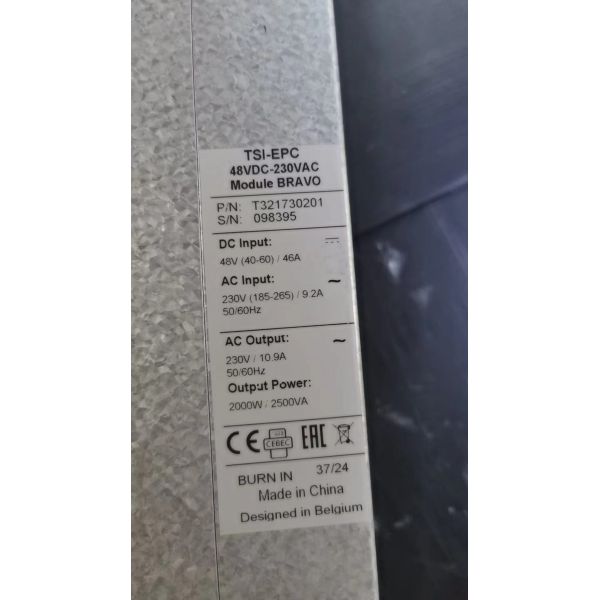 TSI-EPC
48VDC-230VAC
Module BRAVO
P/N: T321730201
S/N: 098395
DC Input:
48V (40-60) / 46A
AC Input: ~
230V (185-265) / 9.2A
50/60Hz
AC Output: ~
230V / 10.9A
50/60Hz
Output Power:
2000W / 2500VA
CE CEBEC EAC
BURN IN 37/24
Made in China
Designed in Belgium